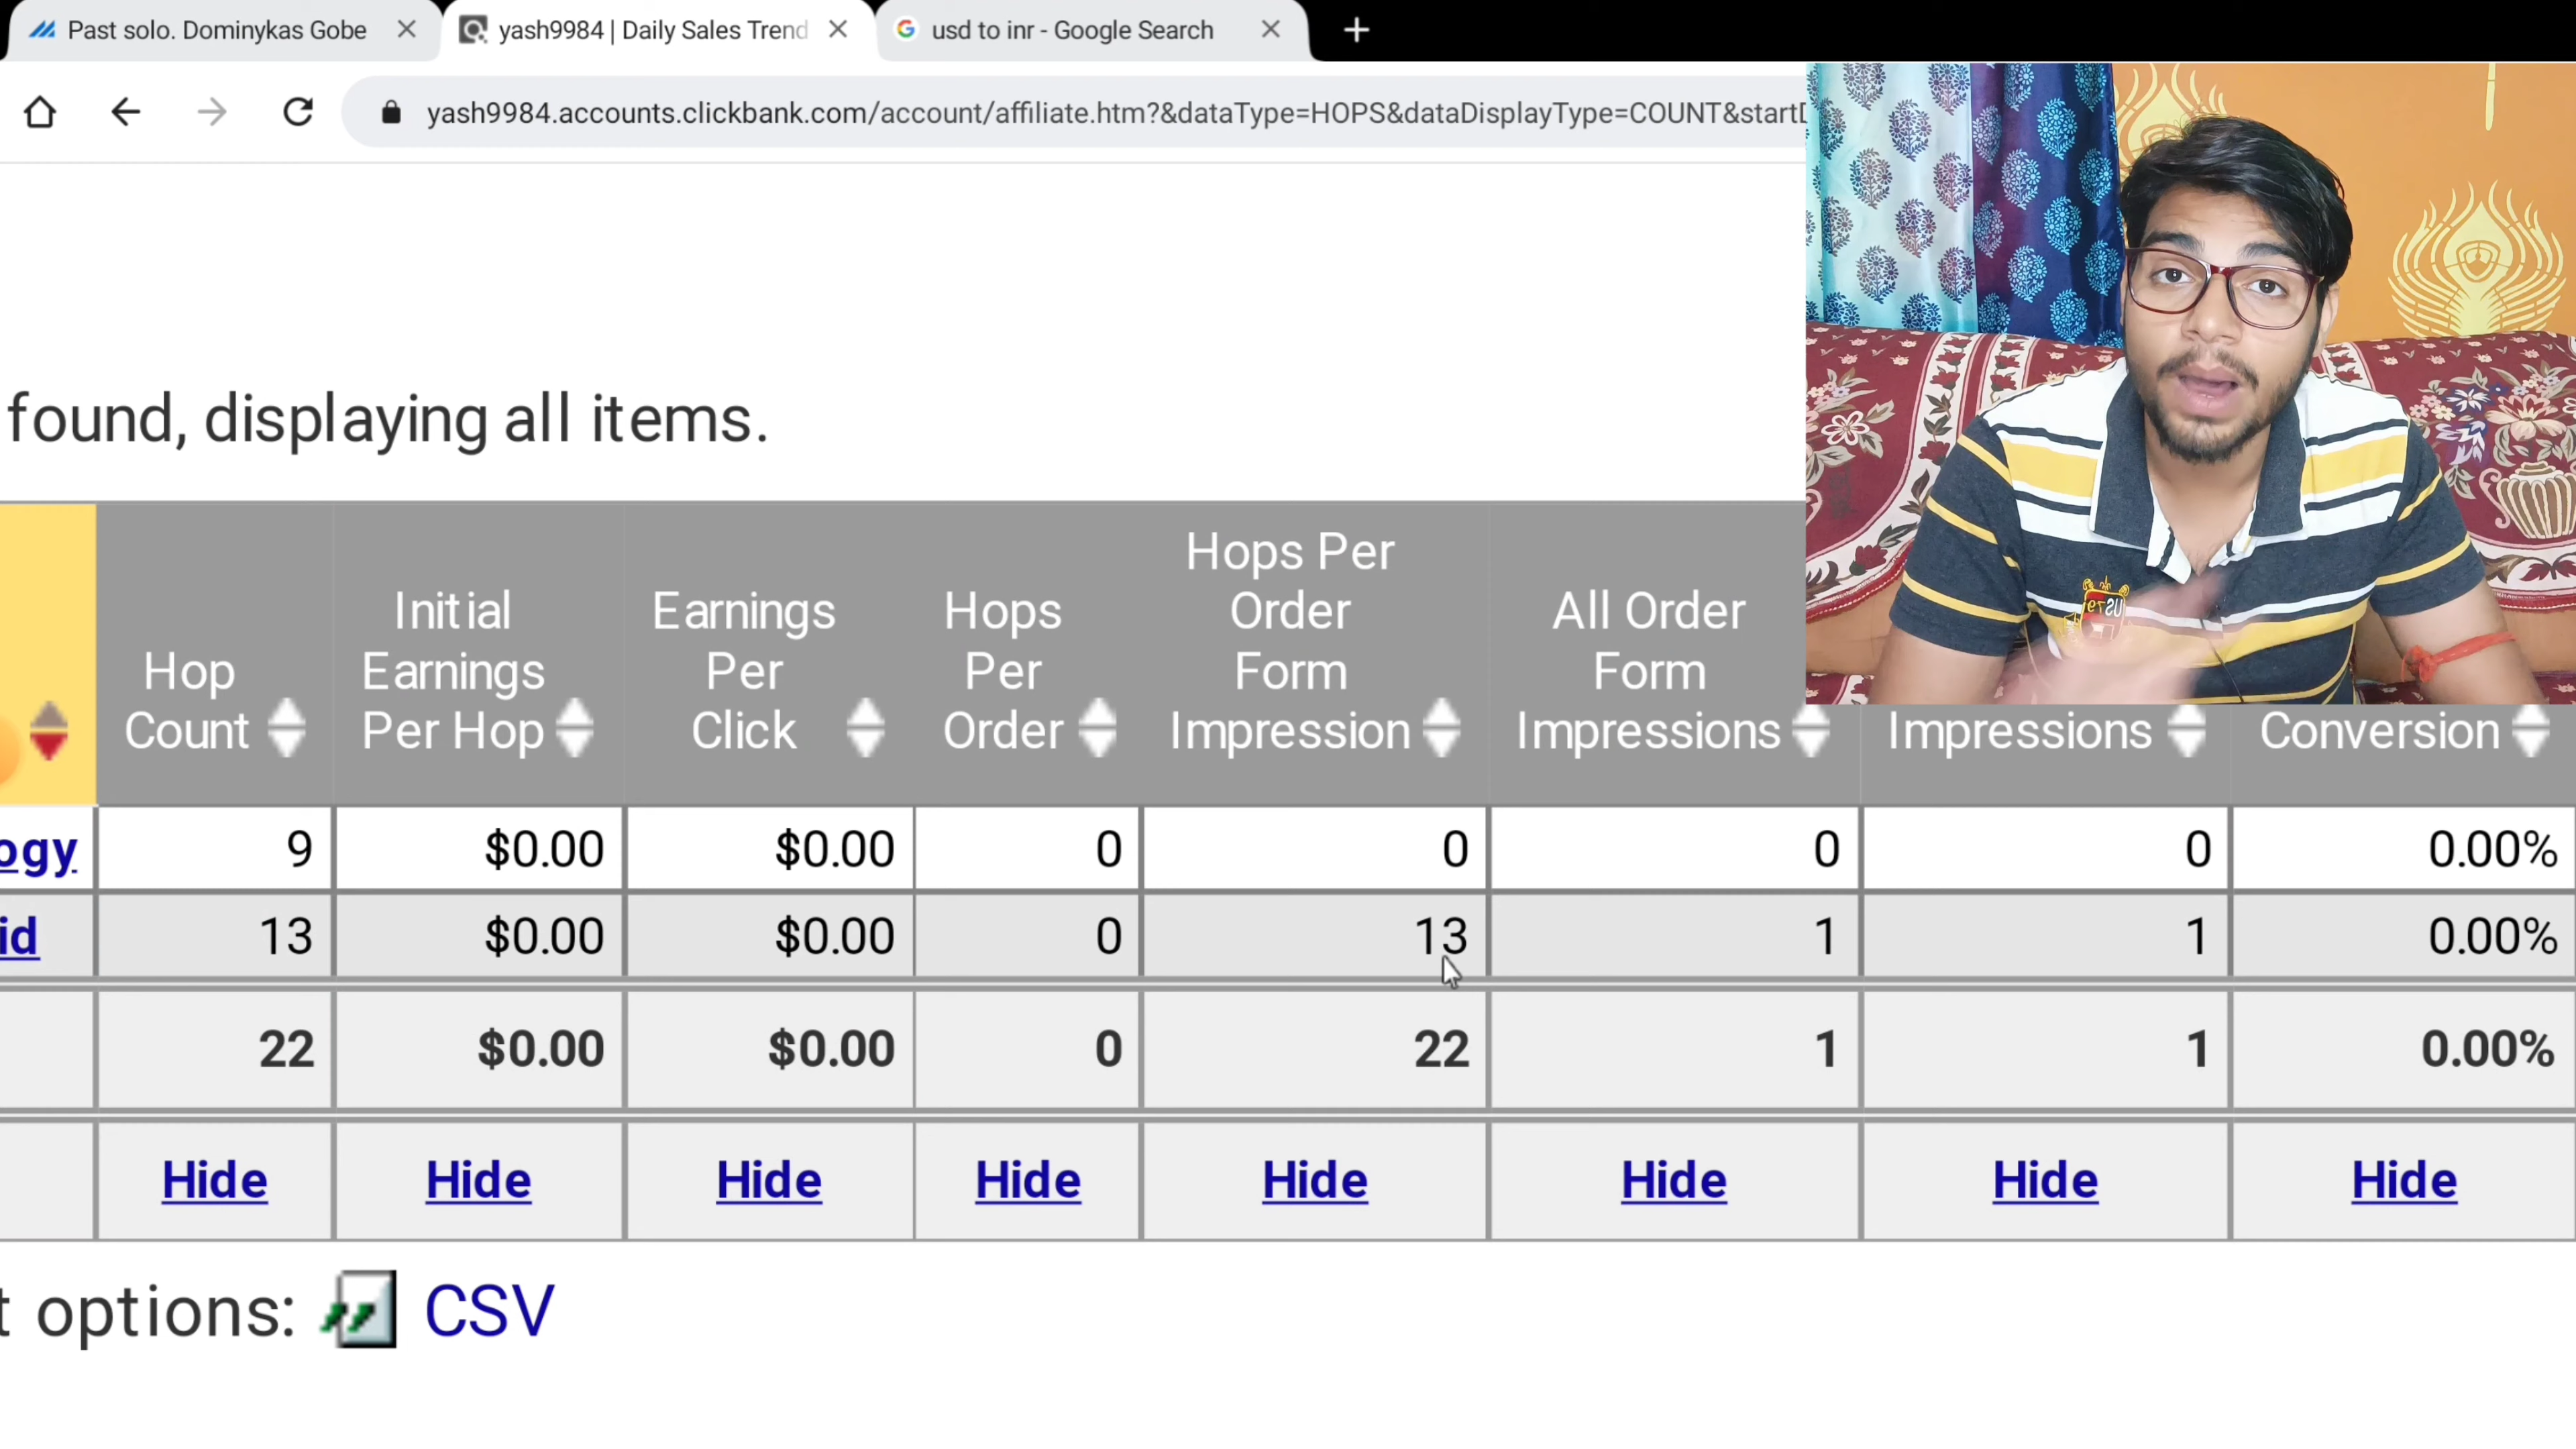 Past solo. Dominykas Gobe
yash9984 | Daily Sales Trend
usd to inr - Google Search
yash9984.accounts.clickbank.com/account/affiliate.htm?&dataType=HOPS&dataDisplayType=COUNT&startD
found, displaying all items.
Hop Count
Initial Earnings Per Hop
Earnings Per Click
Hops Per Order
Hops Per Order Form Impression
All Order Form Impressions
Impressions
Conversion
ogy 9 $0.00 $0.00 0 0 0 0 0.00%
id 13 $0.00 $0.00 0 13 1 1 0.00%
22 $0.00 $0.00 0 22 1 1 0.00%
Hide Hide Hide Hide Hide Hide Hide Hide
t options: CSV